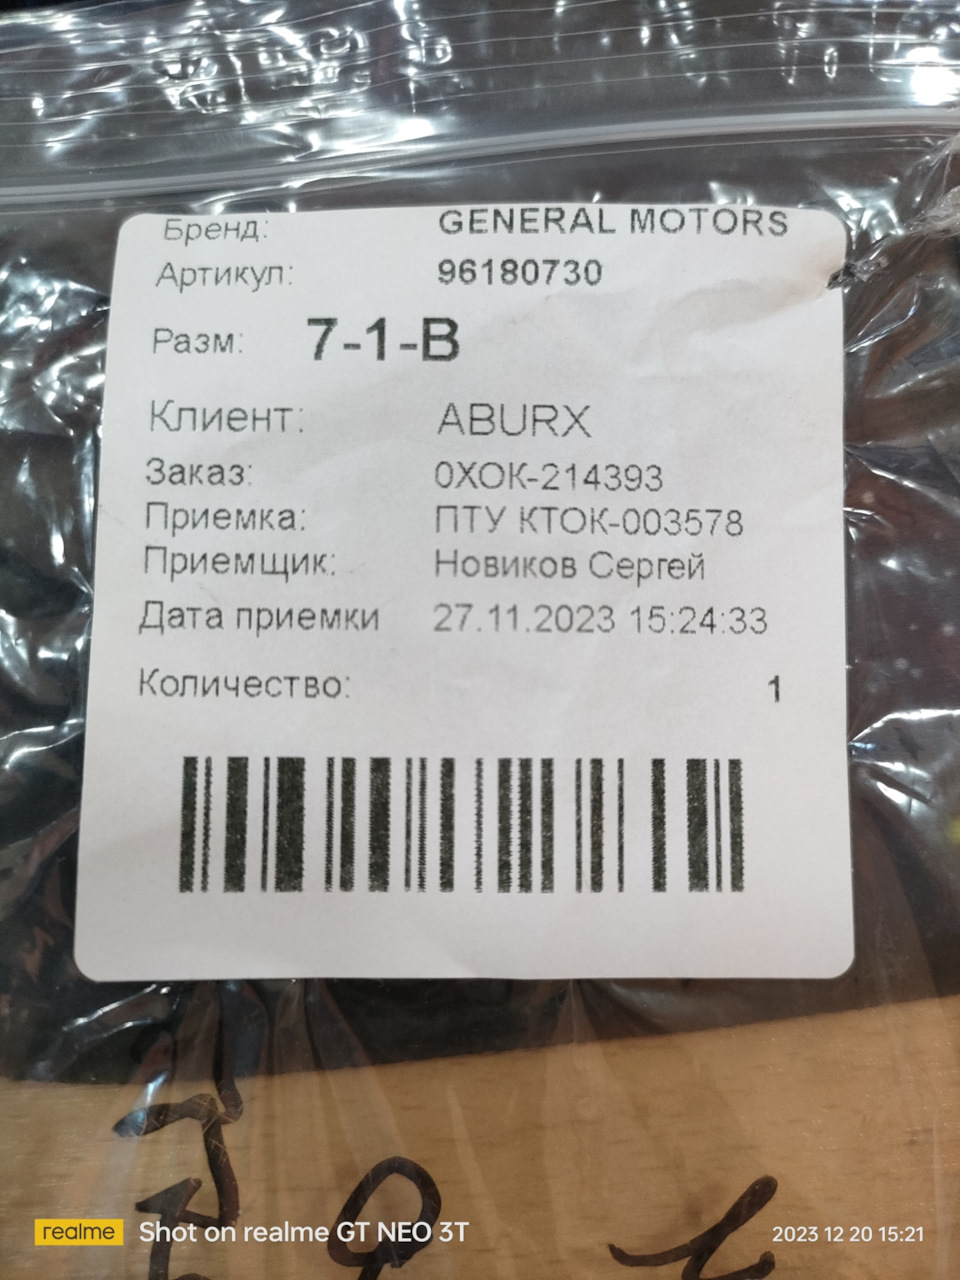 Бренд: GENERAL MOTORS
Артикул: 96180730
Разм: 7-1-B
Клиент: ABURX
Заказ: 0ХОК-214393
Приемка: ПТУ КТОК-003578
Приемщик: Новиков Сергей
Дата приемки 27.11.2023 15:24:33
Количество: 1
realme Shot on realme GT NEO 3T 2023 12 20 15:21